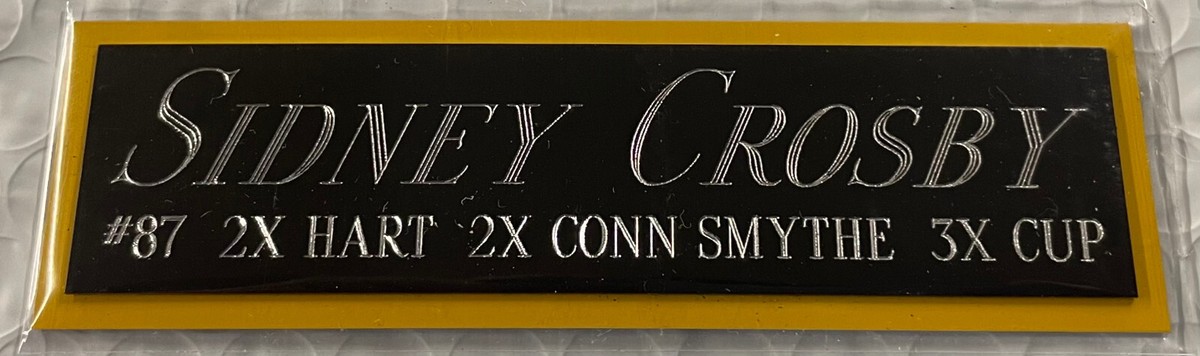 SIDNEY CROSBY
#87 2X HART 2X CONN SMYTHE 3X CUP